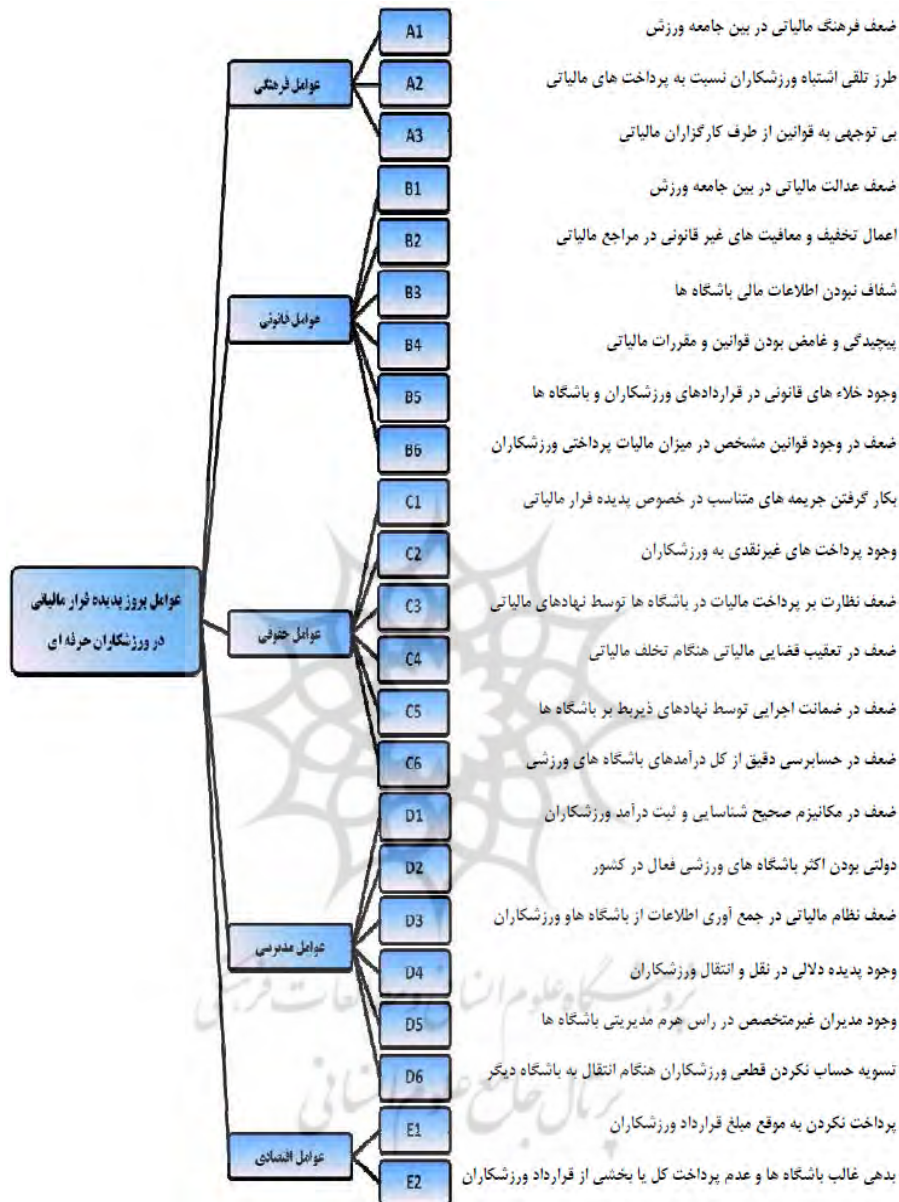 عوامل بروز پدیده فرار مالیاتی
در ورزشکاران حرفه ای
عوامل فرهنگی
A1 ضعف فرهنگ مالیاتی در بین جامعه ورزش
A2 طرز تلقی اشتباه ورزشکاران نسبت به پرداخت های مالیاتی
A3 بی توجهی به قوانین از طرف کارگزاران مالیاتی
عوامل قانونی
B1 ضعف عدالت مالیاتی در بین جامعه ورزش
B2 اعمال تخفیف و معافیت های غیر قانونی در مراجع مالیاتی
B3 شفاف نبودن اطلاعات مالی باشگاه ها
B4 پیچیدگی و غامض بودن قوانین و مقررات مالیاتی
B5 وجود خلاء های قانونی در قراردادهای ورزشکاران و باشگاه ها
B6 ضعف در وجود قوانین مشخص در میزان مالیات پرداختی ورزشکاران
عوامل حقوقی
C1 بکار گرفتن جریمه های متناسب در خصوص پدیده فرار مالیاتی
C2 وجود پرداخت های غیرنقدی به ورزشکاران
C3 ضعف نظارت بر پرداخت مالیات در باشگاه ها توسط نهادهای مالیاتی
C4 ضعف در تعقیب قضایی مالیاتی هنگام تخلف مالیاتی
C5 ضعف در ضمانت اجرایی توسط نهادهای ذیربط بر باشگاه ها
C6 ضعف در حسابرسی دقیق از کل درآمدهای باشگاه های ورزشی
عوامل مدیریتی
D1 ضعف در مکانیزم صحیح شناسایی و ثبت درآمد ورزشکاران
D2 دولتی بودن اکثر باشگاه های ورزشی فعال در کشور
D3 ضعف نظام مالیاتی در جمع آوری اطلاعات از باشگاه هاو ورزشکاران
D4 وجود پدیده دلالی در نقل و انتقال ورزشکاران
D5 وجود مدیران غیرمتخصص در راس هرم مدیریتی باشگاه ها
D6 تسویه حساب نکردن قطعی ورزشکاران هنگام انتقال به باشگاه دیگر
عوامل اقتصادی
E1 پرداخت نکردن به موقع مبلغ قرارداد ورزشکاران
E2 بدهی غالب باشگاه ها و عدم پرداخت کل یا بخشی از قرارداد ورزشکاران
پژوهشگاه علوم انسانی و مطالعات فرهنگی
پرتال جامع علوم انسانی